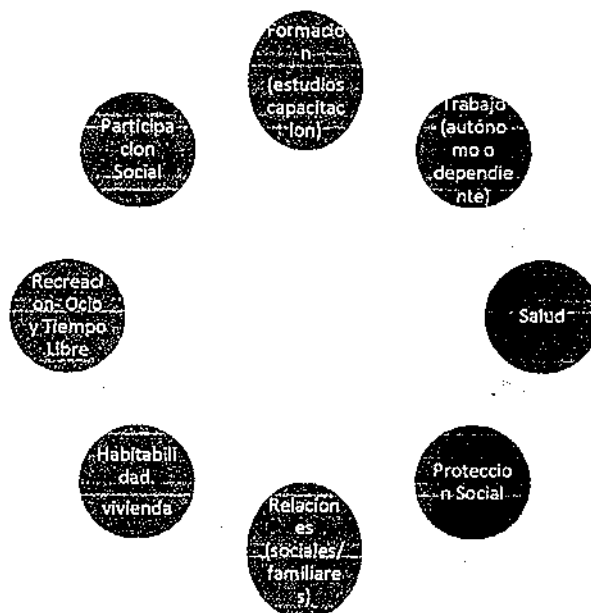 Formació
n
(estudios
capacitac
ion)
Trabajo
(autóno
mo o
dependie
nte)
Salud
Proteccio
n Social
Relacion
es
(sociales/
familiare
s)
Habitabili
dad.
vivienda
Recreaci
on- Ocio
y Tiempo
Libre
Participa
cion
Social